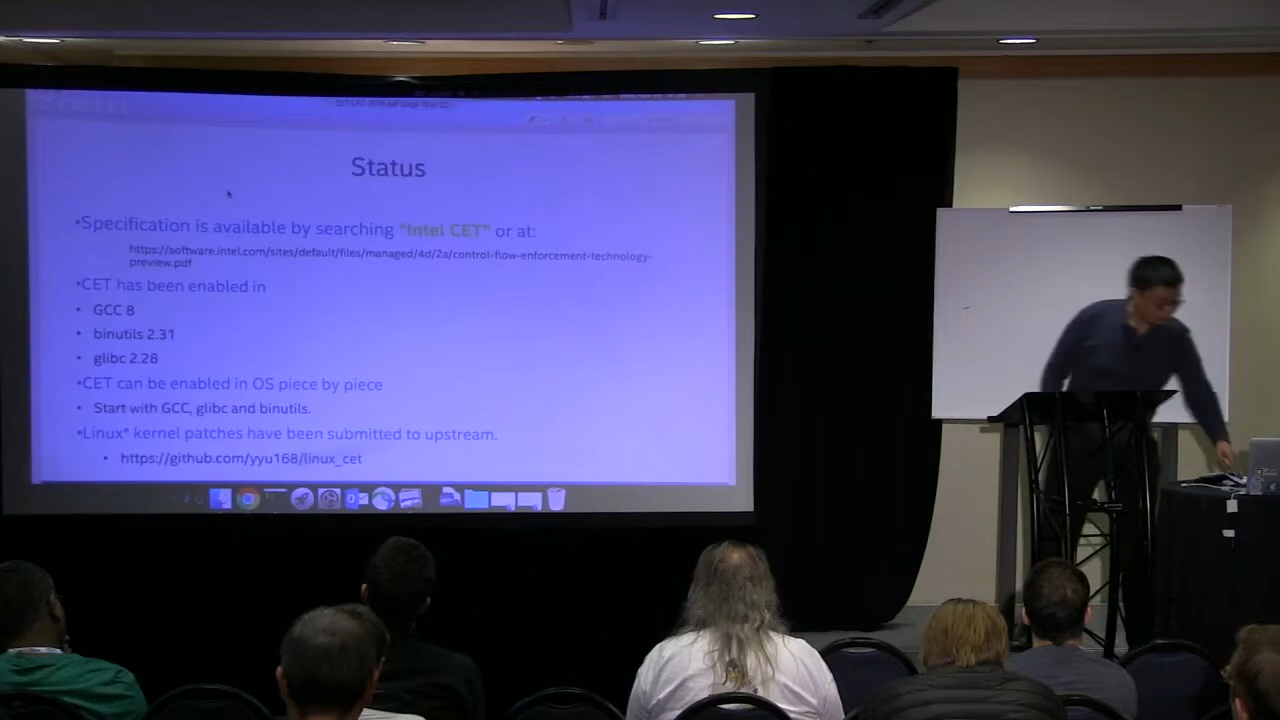 Status
•Specification is available by searching "Intel CET" or at:
https://software.intel.com/sites/default/files/managed/4d/2a/control-flow-enforcement-technology-
preview.pdf
•CET has been enabled in
• GCC 8
• binutils 2.31
• glibc 2.28
•CET can be enabled in OS piece by piece
• Start with GCC, glibc and binutils.
•Linux* kernel patches have been submitted to upstream.
• https://github.com/yyu168/linux_cet